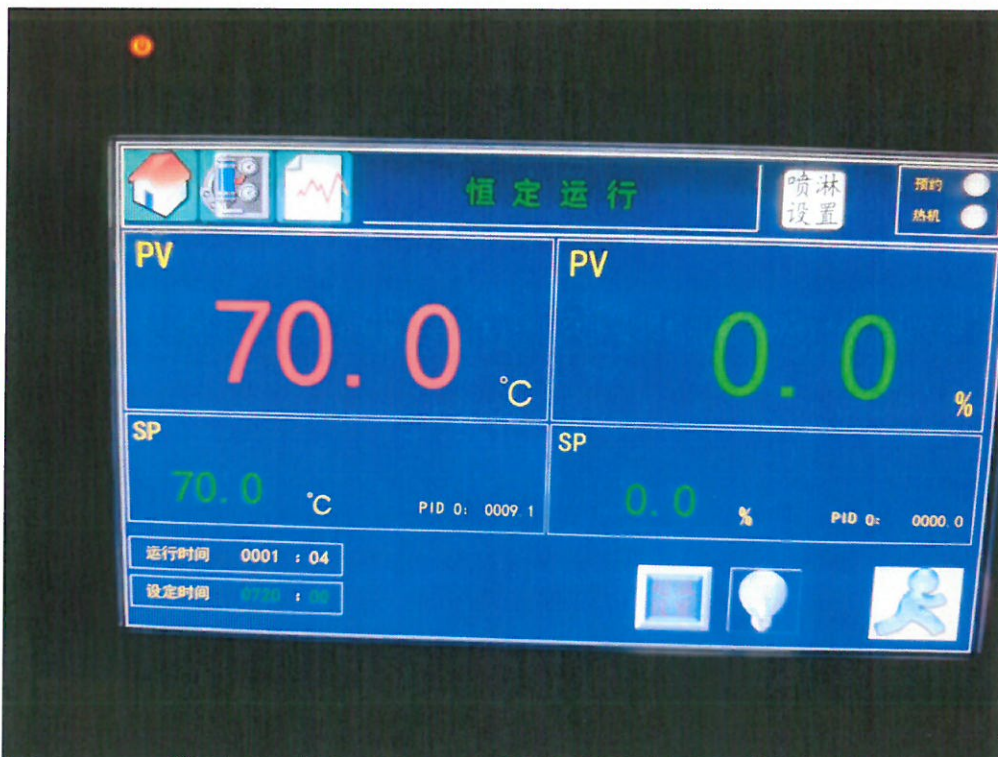 恒定运行
喷淋
设置
预约
热机
PV
70.0 ℃
PV
0.0 %
SP
70.0 ℃ PID O: 0009.1
SP
0.0 % PID O: 0000.0
运行时间 0001 : 04
设定时间 0720 : 00